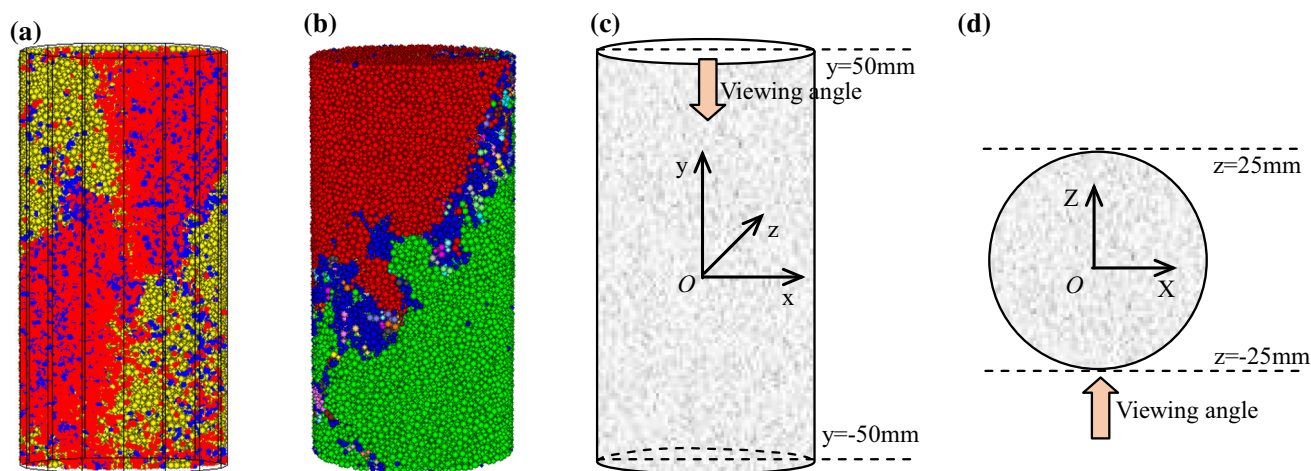 (a)
(b)
(c)
(d)
y=50mm
Viewing angle
y
z
O
x
y=-50mm
z=25mm
Z
O
X
z=-25mm
Viewing angle